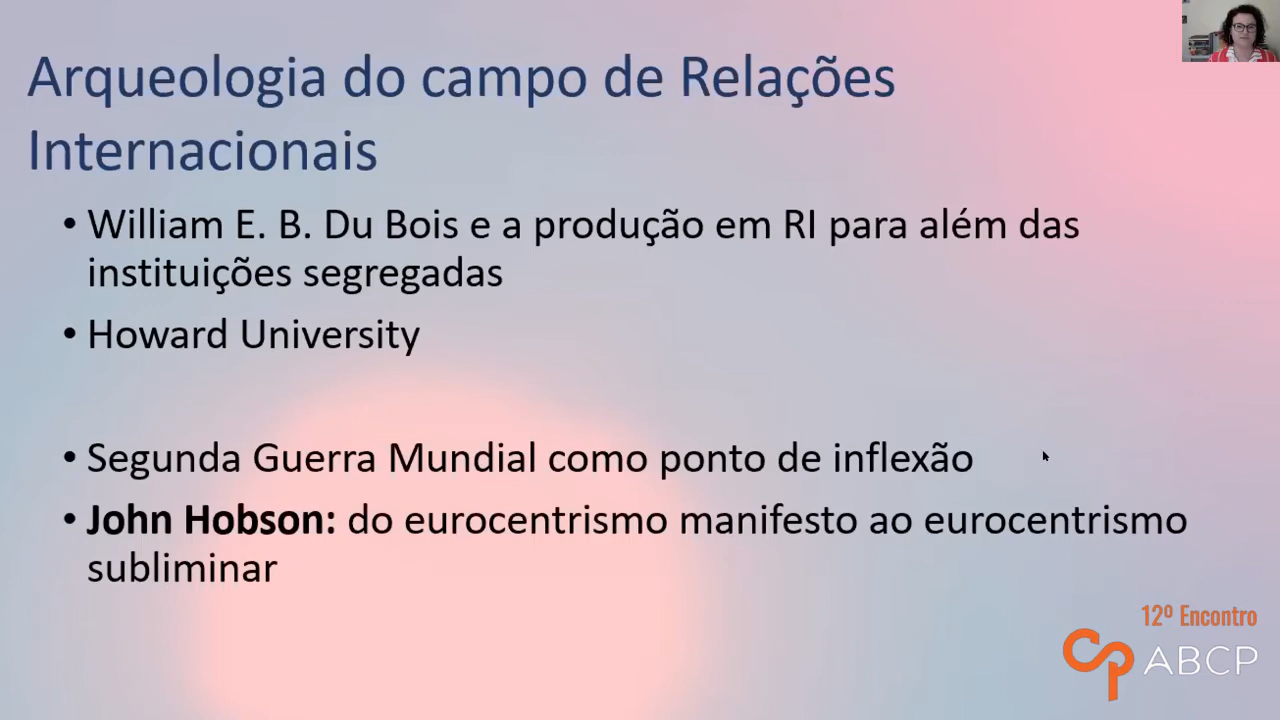 Arqueologia do campo de Relações
Internacionais
• William E. B. Du Bois e a produção em RI para além das
instituições segregadas
• Howard University
• Segunda Guerra Mundial como ponto de inflexão
• John Hobson: do eurocentrismo manifesto ao eurocentrismo
subliminar
12º Encontro
CP ABCP